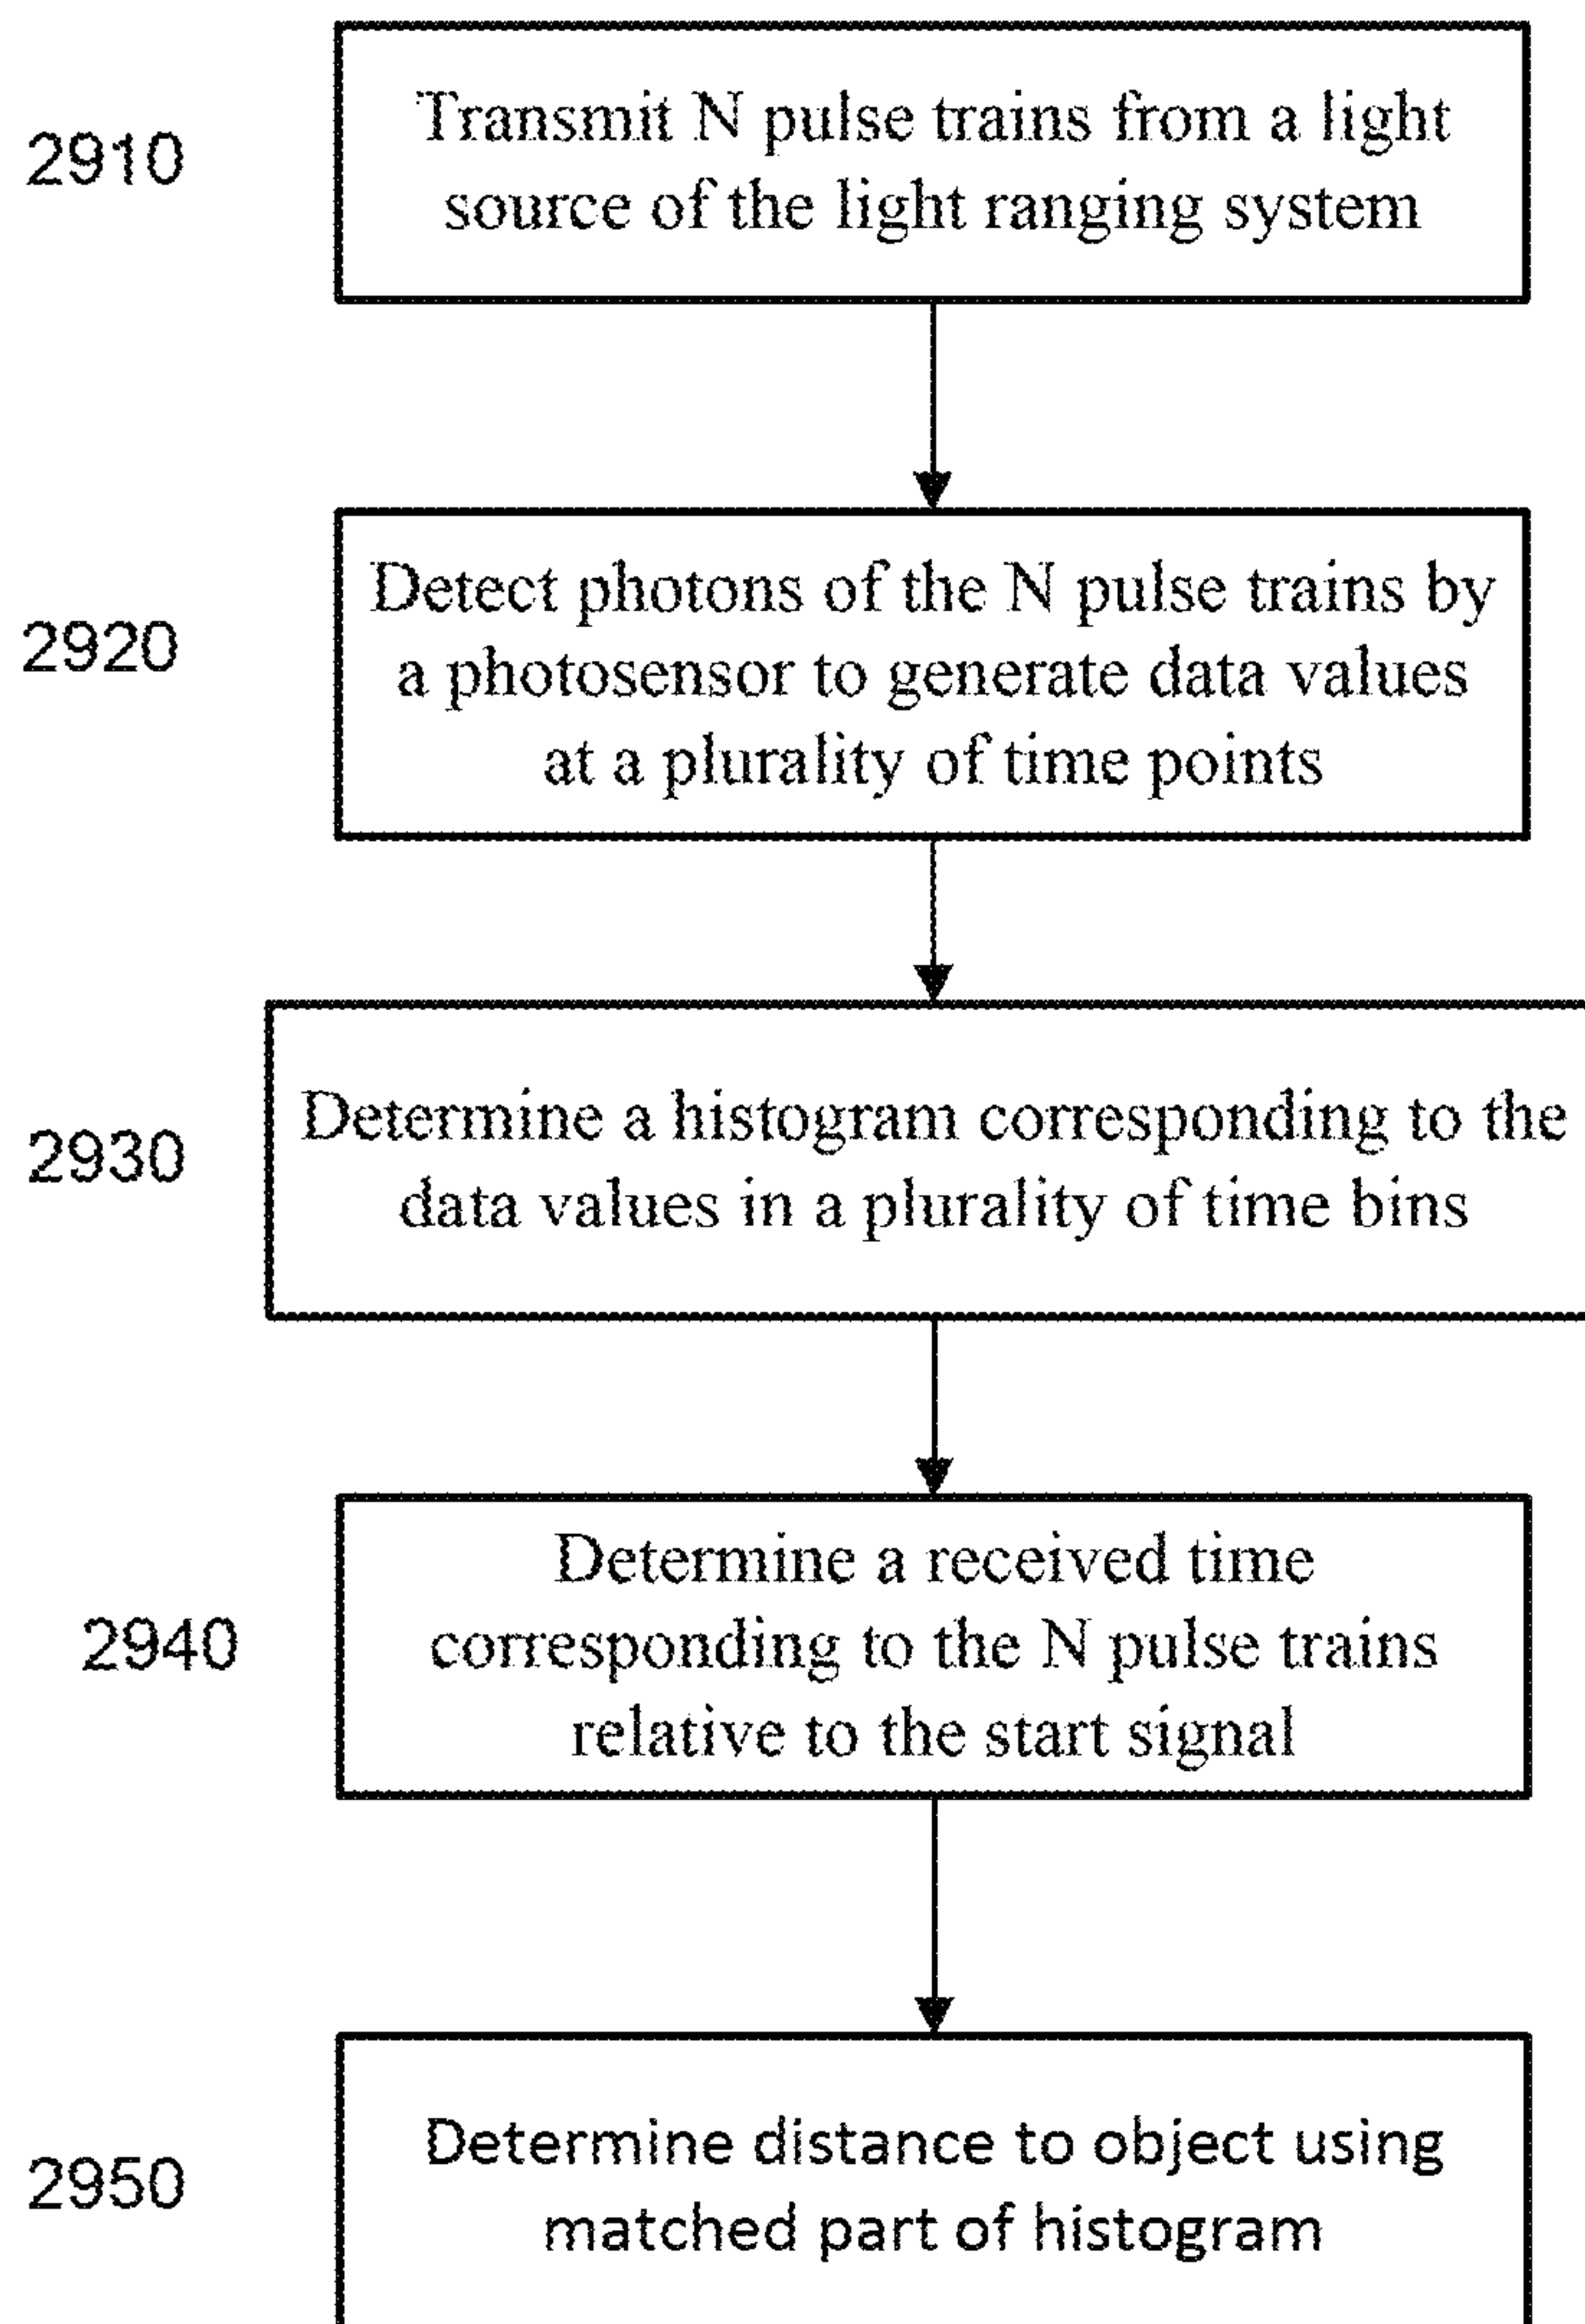 2910
Transmit N pulse trains from a light
source of the light ranging system
2920
Detect photons of the N pulse trains by
a photosensor to generate data values
at a plurality of time points
2930
Determine a histogram corresponding to the
data values in a plurality of time bins
2940
Determine a received time
corresponding to the N pulse trains
relative to the start signal
2950
Determine distance to object using
matched part of histogram